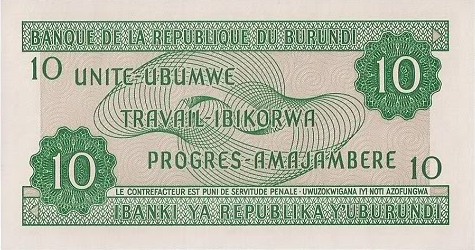 BANQUE DE LA REPUBLIQUE DU BURUNDI
10
10
UNITE-UBUMWE
TRAVAIL-IBIKORWA
PROGRES-AMAJAMBERE
10
10
LE CONTREFACTEUR EST PUNI DE SERVITUDE PENALE - UWUZOKWIGANA IYI NOTI AZOFUNGWA
IBANKI YA REPUBLIKA Y'UBURUNDI